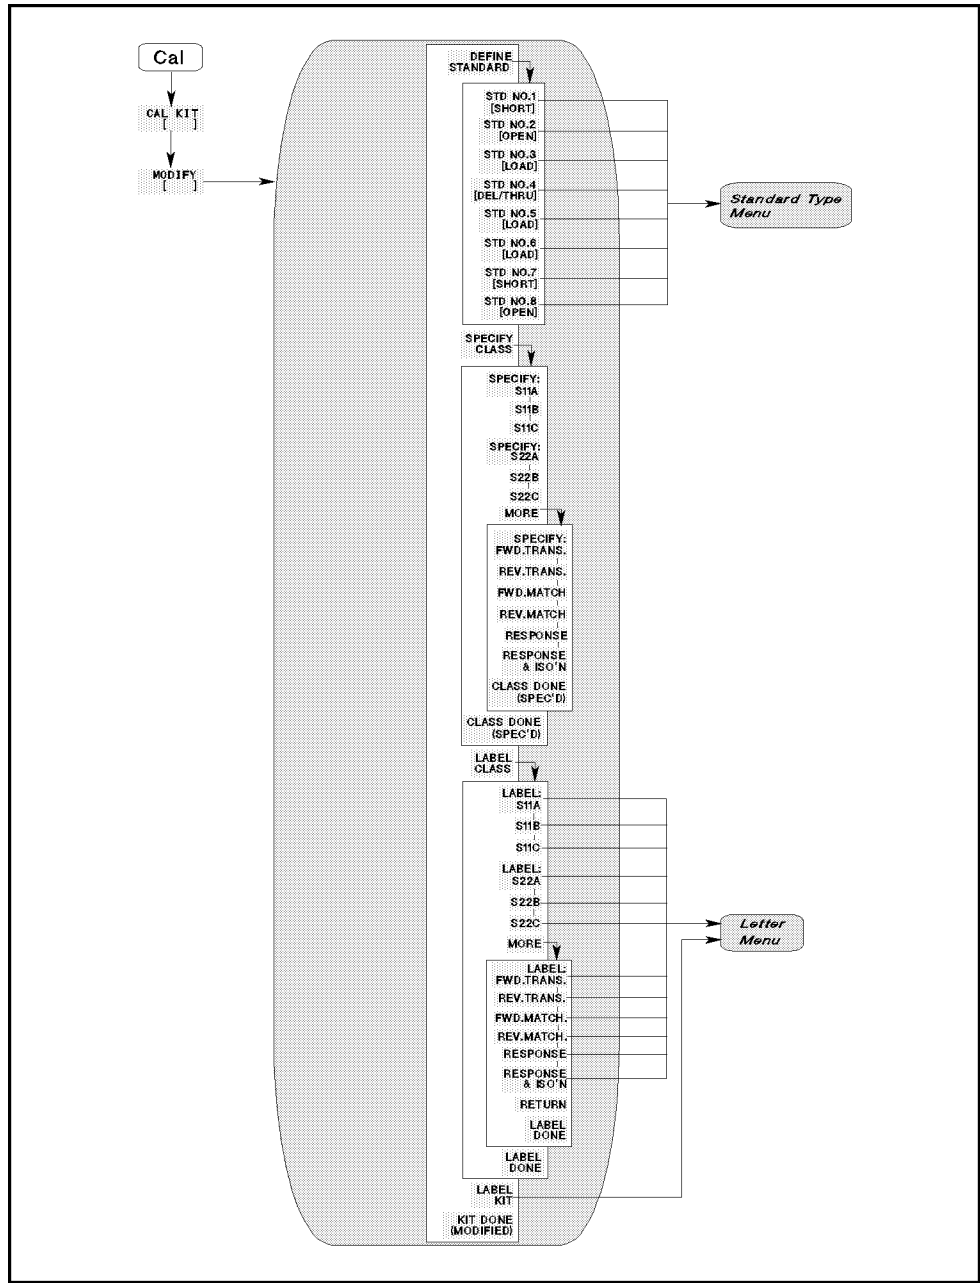 Cal
CAL KIT
[ ]
MODIFY
[ ]
DEFINE
STANDARD
STD NO.1
[SHORT]
STD NO.2
[OPEN]
STD NO.3
[LOAD]
STD NO.4
[DEL/THRU]
STD NO.5
[LOAD]
STD NO.6
[LOAD]
STD NO.7
[SHORT]
STD NO.8
[OPEN]
Standard Type
Menu
SPECIFY
CLASS
SPECIFY:
S11A
S11B
S11C
SPECIFY:
S22A
S22B
S22C
MORE
SPECIFY:
FWD.TRANS.
REV.TRANS.
FWD.MATCH
REV.MATCH
RESPONSE
RESPONSE
& ISO'N
CLASS DONE
(SPEC'D)
CLASS DONE
(SPEC'D)
LABEL
CLASS
LABEL:
S11A
S11B
S11C
LABEL:
S22A
S22B
S22C
MORE
Letter
Menu
LABEL:
FWD.TRANS.
REV.TRANS.
FWD.MATCH.
REV.MATCH.
RESPONSE
RESPONSE
& ISO'N
RETURN
LABEL
DONE
LABEL
DONE
LABEL
KIT
KIT DONE
(MODIFIED)